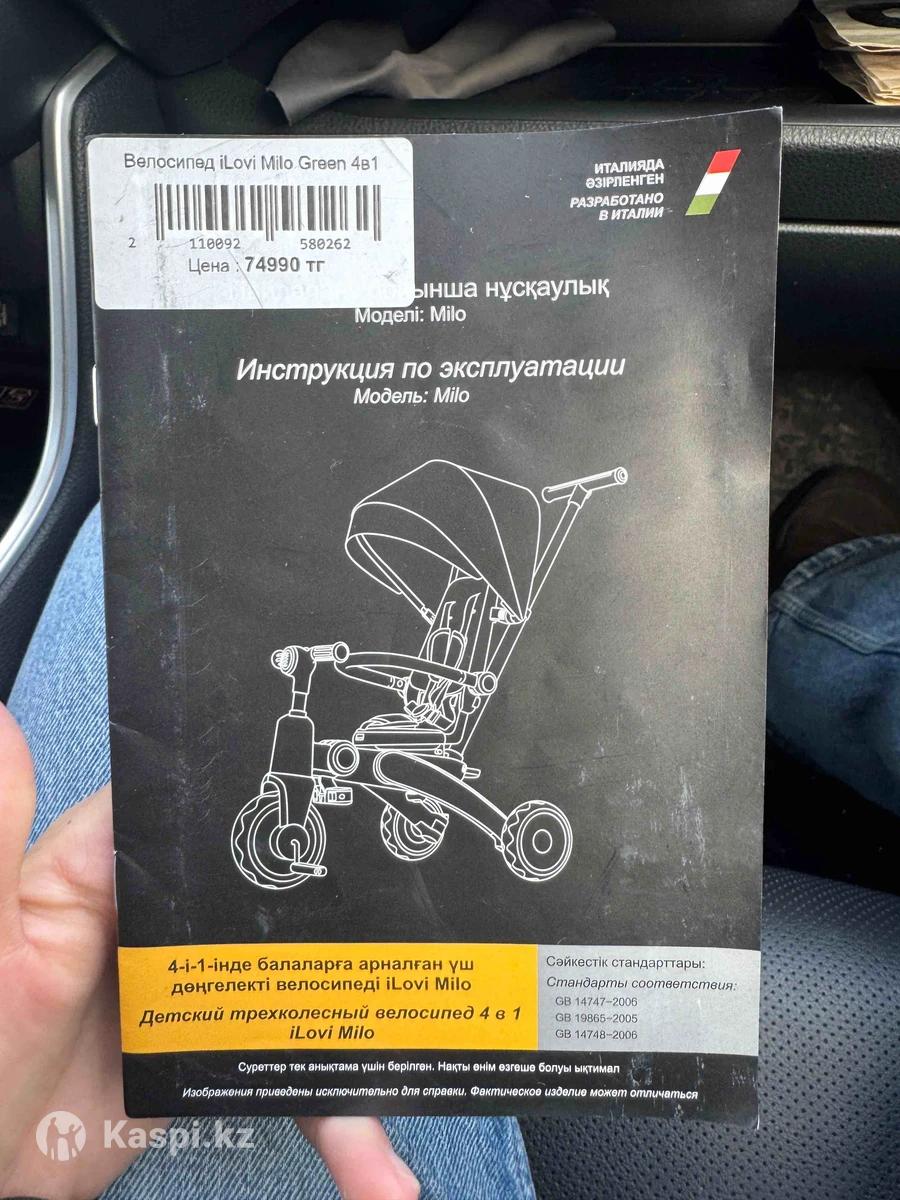 Велосипед iLovi Milo Green 4в1
2 110092 580262
Цена : 74990 тг
ИТАЛИЯДА
ӘЗІРЛЕНГЕН
РАЗРАБОТАНО
В ИТАЛИИ
нұсқаулық
Моделі: Milo
Инструкция по эксплуатации
Модель: Milo
4-і-1-інде балаларға арналған үш
дөңгелекті велосипеді iLovi Milo
Детский трехколесный велосипед 4 в 1
iLovi Milo
Сәйкестік стандарттары:
Стандарты соответствия:
GB 14747–2006
GB 19865–2005
GB 14748–2006
Суреттер тек анықтама үшін берілген. Нақты өнім өзгеше болуы ықтимал
Изображения приведены исключительно для справки. Фактическое изделие может отличаться
Kaspi.kz